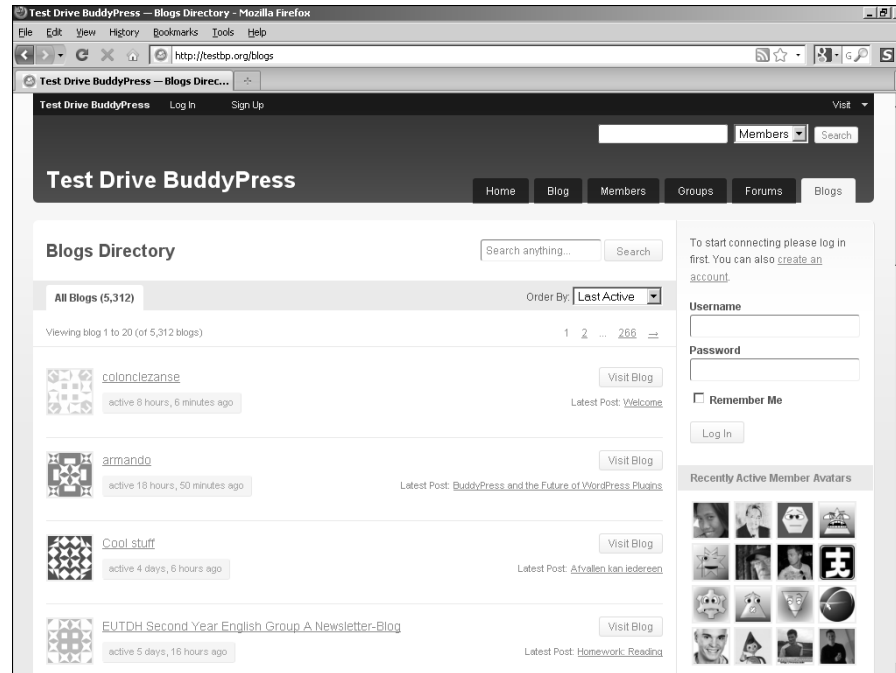 Test Drive BuddyPress — Blogs Directory - Mozilla Firefox
File Edit View History Bookmarks Tools Help
http://testbp.org/blogs
Test Drive BuddyPress — Blogs Direc...
Test Drive BuddyPress Log In Sign Up Visit
Members Search
Test Drive BuddyPress
Home Blog Members Groups Forums Blogs
Blogs Directory
Search anything... Search
To start connecting please log in
first. You can also create an
account.
All Blogs (5,312)
Order By: Last Active
Username
Viewing blog 1 to 20 (of 5,312 blogs)
1 2 ... 266 →
Password
colonclezanse
Visit Blog
active 8 hours, 6 minutes ago
Latest Post: Welcome
Remember Me
Log In
armando
Visit Blog
active 18 hours, 50 minutes ago
Latest Post: BuddyPress and the Future of WordPress Plugins
Recently Active Member Avatars
Cool stuff
Visit Blog
active 4 days, 6 hours ago
Latest Post: Afvallen kan iedereen
EUTDH Second Year English Group A Newsletter-Blog
Visit Blog
active 5 days, 16 hours ago
Latest Post: Homework: Reading